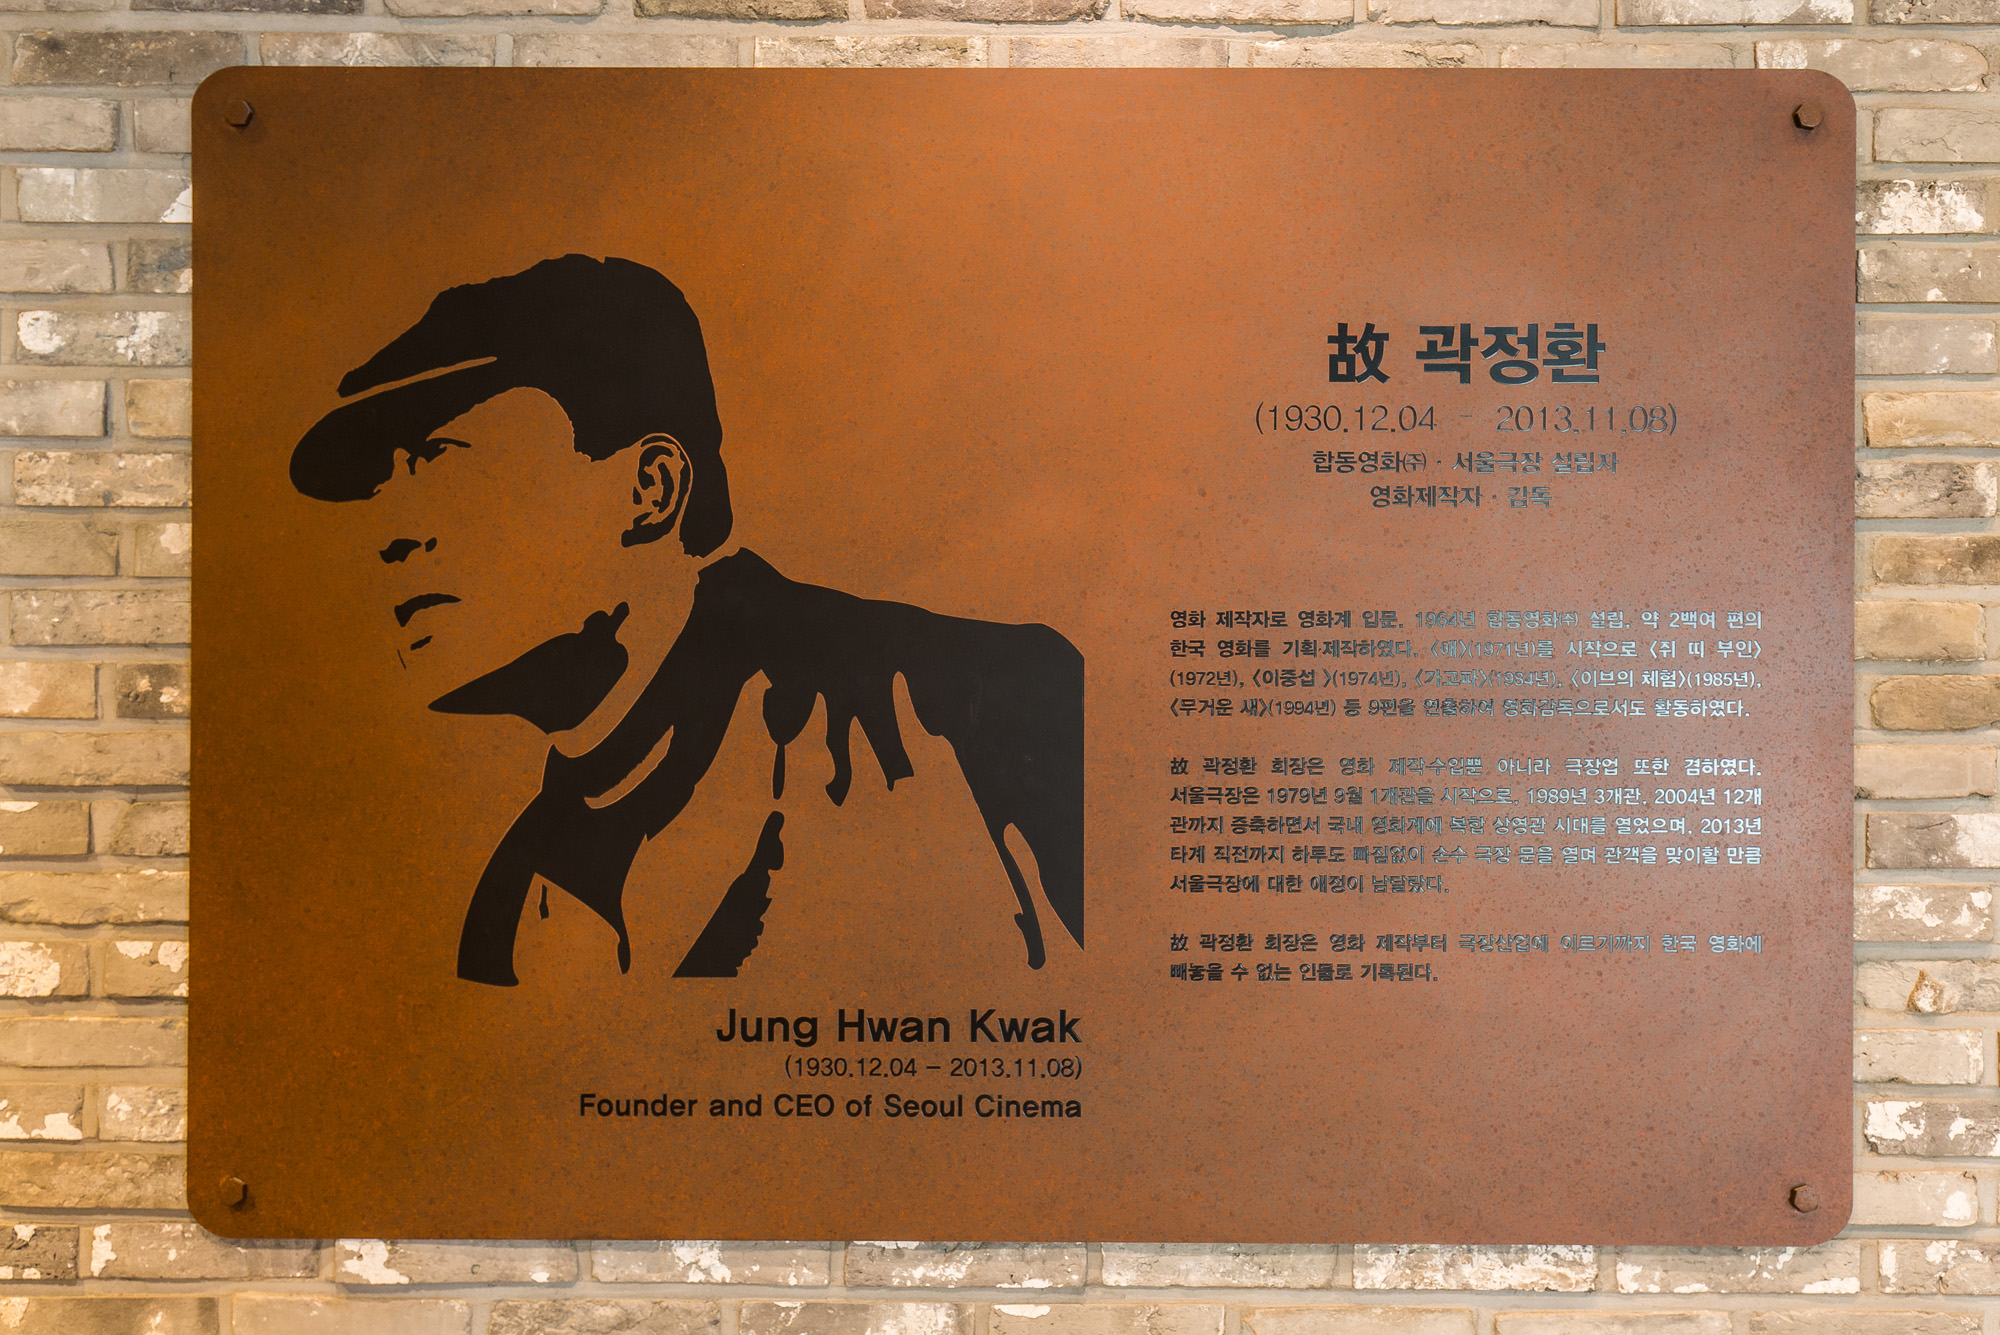 故 곽정환
(1930.12.04 - 2013.11.08)
합동영화㈜ · 서울극장 설립자
영화제작자 · 감독
영화 제작자로 영화계 입문. 1964년 합동영화㈜ 설립. 약 2백여 편의
한국 영화를 기획·제작하였다. 〈애〉(1971년)를 시작으로 〈쥐 띠 부인〉
(1972년), 〈이중섭 〉(1974년), 〈가고파〉(1984년), 〈이브의 체험〉(1985년),
〈무거운 새〉(1994년) 등 9편을 연출하여 영화감독으로서도 활동하였다.
故 곽정환 회장은 영화 제작수입뿐 아니라 극장업 또한 겸하였다.
서울극장은 1979년 9월 1개관을 시작으로, 1989년 3개관, 2004년 12개
관까지 증축하면서 국내 영화계에 복합 상영관 시대를 열었으며, 2013년
타계 직전까지 하루도 빠짐없이 손수 극장 문을 열며 관객을 맞이할 만큼
서울극장에 대한 애정이 남달랐다.
故 곽정환 회장은 영화 제작부터 극장산업에 이르기까지 한국 영화에
빼놓을 수 없는 인물로 기록된다.
Jung Hwan Kwak
(1930.12.04 – 2013.11.08)
Founder and CEO of Seoul Cinema